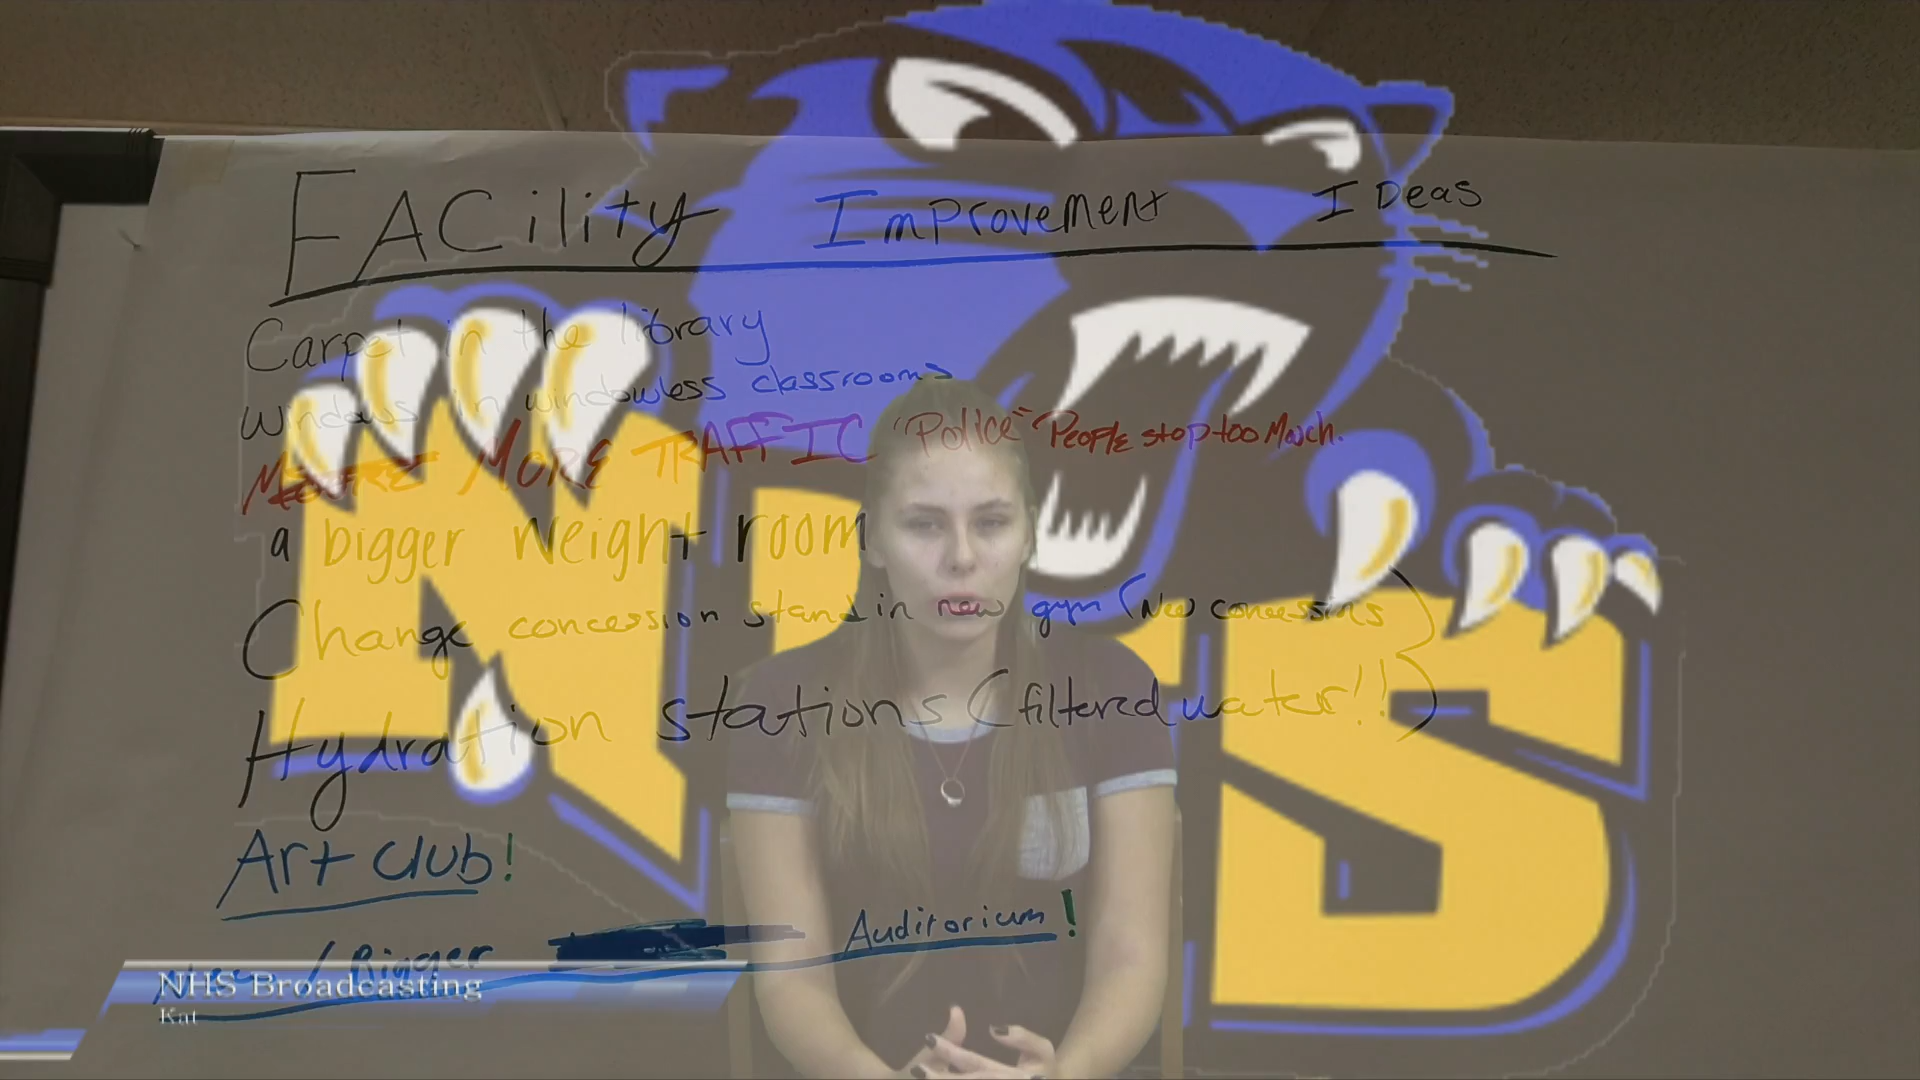 FACility Improvement Ideas
Carpet in the library
Windows in windowless classrooms
MORE TRAFFIC "Police" People stop too Much.
a bigger weight room
Change concession stand in new gym (New concessions)
Hydration stations (filtered water!!)
Art club!
/ Bigger Auditorium!
NHS Broadcasting
Kat
NHS